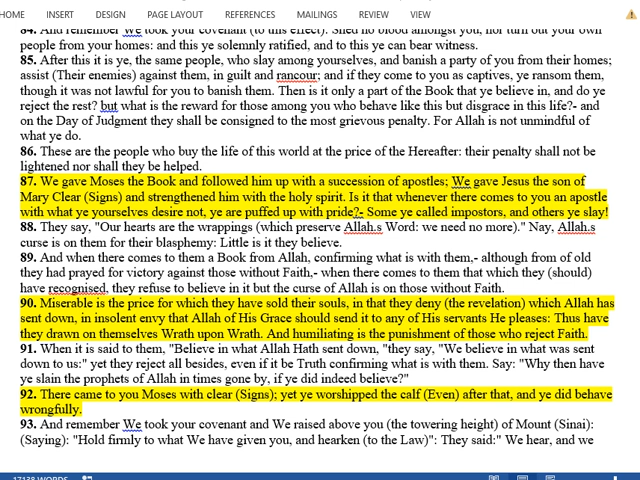 HOME INSERT DESIGN PAGE LAYOUT REFERENCES MAILINGS REVIEW VIEW
84. And remember We took your covenant (to this effect): Shed no blood amongst you, nor turn out your own
people from your homes: and this ye solemnly ratified, and to this ye can bear witness.
85. After this it is ye, the same people, who slay among yourselves, and banish a party of you from their homes;
assist (Their enemies) against them, in guilt and rancour; and if they come to you as captives, ye ransom them,
though it was not lawful for you to banish them. Then is it only a part of the Book that ye believe in, and do ye
reject the rest? but what is the reward for those among you who behave like this but disgrace in this life?- and
on the Day of Judgment they shall be consigned to the most grievous penalty. For Allah is not unmindful of
what ye do.
86. These are the people who buy the life of this world at the price of the Hereafter: their penalty shall not be
lightened nor shall they be helped.
87. We gave Moses the Book and followed him up with a succession of apostles; We gave Jesus the son of
Mary Clear (Signs) and strengthened him with the holy spirit. Is it that whenever there comes to you an apostle
with what ye yourselves desire not, ye are puffed up with pride?- Some ye called impostors, and others ye slay!
88. They say, "Our hearts are the wrappings (which preserve Allah.s Word: we need no more)." Nay, Allah.s
curse is on them for their blasphemy: Little is it they believe.
89. And when there comes to them a Book from Allah, confirming what is with them,- although from of old
they had prayed for victory against those without Faith,- when there comes to them that which they (should)
have recognised, they refuse to believe in it but the curse of Allah is on those without Faith.
90. Miserable is the price for which they have sold their souls, in that they deny (the revelation) which Allah has
sent down, in insolent envy that Allah of His Grace should send it to any of His servants He pleases: Thus have
they drawn on themselves Wrath upon Wrath. And humiliating is the punishment of those who reject Faith.
91. When it is said to them, "Believe in what Allah Hath sent down, "they say, "We believe in what was sent
down to us:" yet they reject all besides, even if it be Truth confirming what is with them. Say: "Why then have
ye slain the prophets of Allah in times gone by, if ye did indeed believe?"
92. There came to you Moses with clear (Signs); yet ye worshipped the calf (Even) after that, and ye did behave
wrongfully.
93. And remember We took your covenant and We raised above you (the towering height) of Mount (Sinai):
(Saying): "Hold firmly to what We have given you, and hearken (to the Law)": They said:" We hear, and we
17138 WORDS